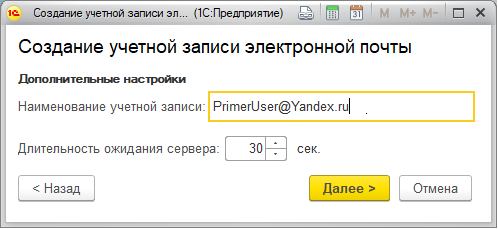 Создание учетной записи эл... (1С:Предприятие)
M M+ M-
Создание учетной записи электронной почты
Дополнительные настройки
Наименование учетной записи: PrimerUser@Yandex.ru
Длительность ожидания сервера: 30 сек.
< Назад Далее > Отмена